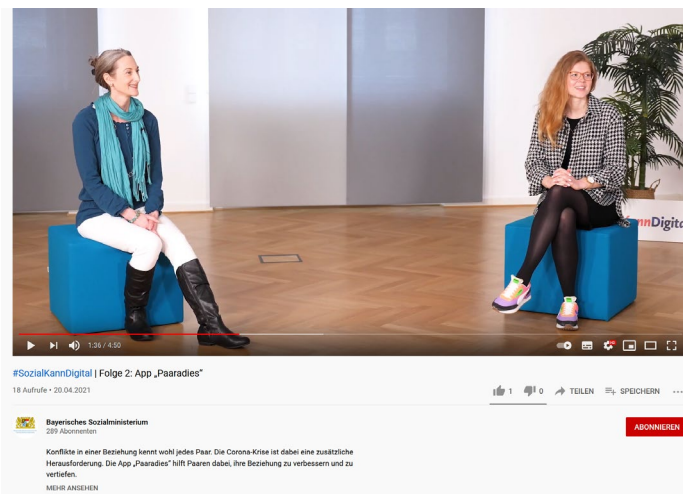 nnDigita
1:36 / 4:50
#SozialKannDigital | Folge 2: App „Paaradies“
18 Aufrufe • 20.04.2021
1
0
TEILEN
SPEICHERN
Bayerisches Sozialministerium
289 Abonnenten
ABONNIEREN
Konflikte in einer Beziehung kennt wohl jedes Paar. Die Corona-Krise ist dabei eine zusätzliche
Herausforderung. Die App „Paaradies“ hilft Paaren dabei, ihre Beziehung zu verbessern und zu
vertiefen.
MEHR ANSEHEN